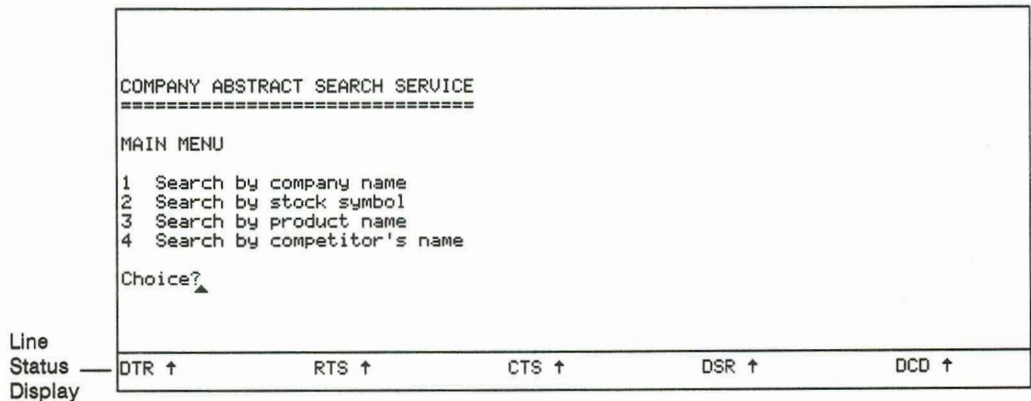 COMPANY ABSTRACT SEARCH SERVICE
===============================
MAIN MENU
1 Search by company name
2 Search by stock symbol
3 Search by product name
4 Search by competitor's name
Choice?
Line
Status
Display
DTR ↑ RTS ↑ CTS ↑ DSR ↑ DCD ↑